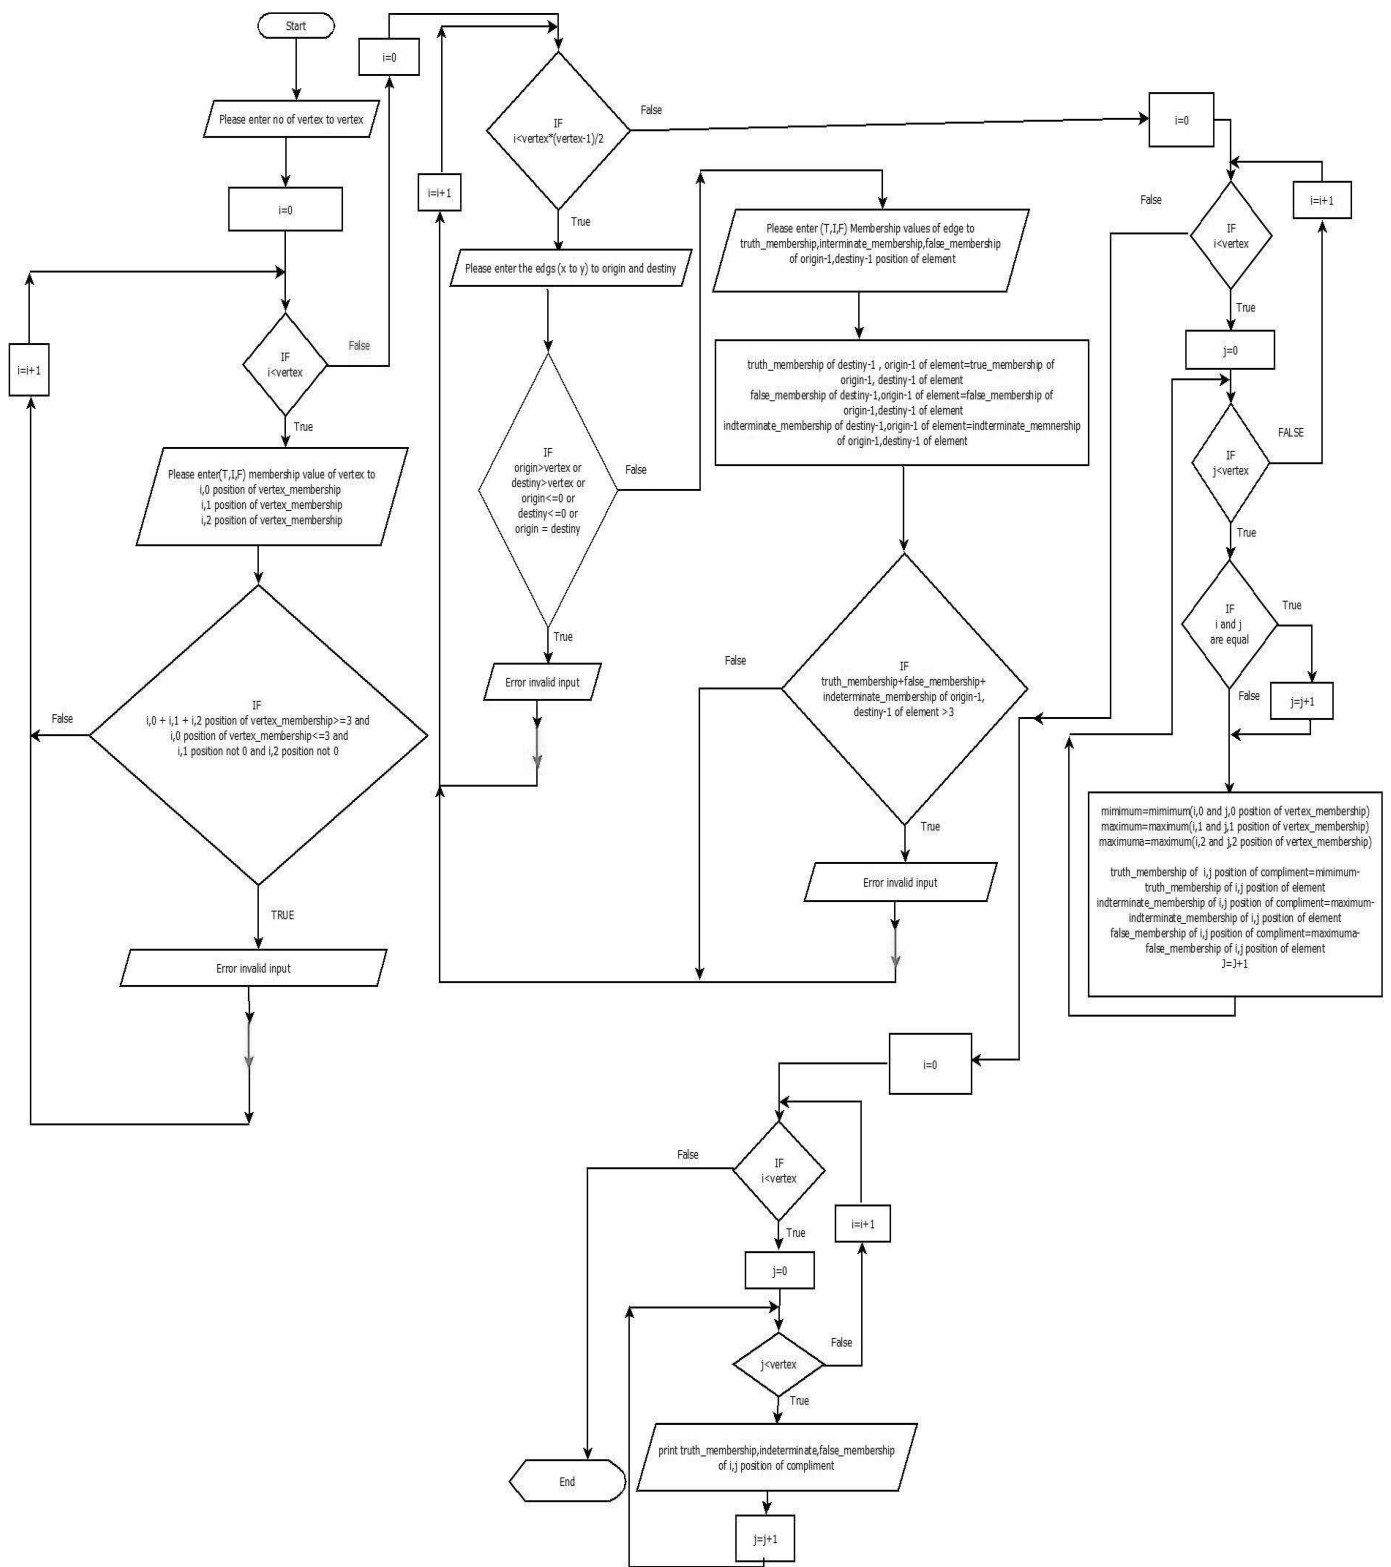 Start
Please enter no of vertex to vertex
i=0
i=i+1
IF
i<vertex
False
True
Please enter(T,I,F) membership value of vertex to
i,0 position of vertex_membership
i,1 position of vertex_membership
i,2 position of vertex_membership
IF
i,0 + i,1 + i,2 position of vertex_membership>=3 and
i,0 position of vertex_membership<=3 and
i,1 position not 0 and i,2 position not 0
False
TRUE
Error invalid input
i=0
i=i+1
IF
i<vertex*(vertex-1)/2
False
True
Please enter the edgs (x to y) to origin and destiny
IF
origin>vertex or
destiny>vertex or
origin<=0 or
destiny<=0 or
origin = destiny
False
True
Error invalid input
Please enter (T,I,F) Membership values of edge to
truth_membership,interminate_membership,false_membership
of origin-1,destiny-1 position of element
truth_membership of destiny-1 , origin-1 of element=true_membership of
origin-1, destiny-1 of element
false_membership of destiny-1,origin-1 of element=false_membership of
origin-1,destiny-1 of element
indterminate_membership of destiny-1,origin-1 of element=indterminate_memnership
of origin-1,destiny-1 of element
IF
truth_membership+false_membership+
indeterminate_membership of origin-1,
destiny-1 of element >3
False
True
Error invalid input
i=0
IF
i<vertex
False
i=i+1
True
j=0
IF
j<vertex
FALSE
True
IF
i and j
are equal
True
False
j=j+1
mimimum=mimimum(i,0 and j,0 position of vertex_membership)
maximum=maximum(i,1 and j,1 position of vertex_membership)
maximuma=maximum(i,2 and j,2 position of vertex_membership)
truth_membership of i,j position of compliment=mimimum-
truth_membership of i,j position of element
indterminate_membership of i,j position of compliment=maximum-
indterminate_membership of i,j position of element
false_membership of i,j position of compliment=maximuma-
false_membership of i,j position of element
J=J+1
i=0
IF
i<vertex
False
True
i=i+1
j=0
j<vertex
False
True
print truth_membership,indeterminate,false_membership
of i,j position of compliment
j=j+1
End